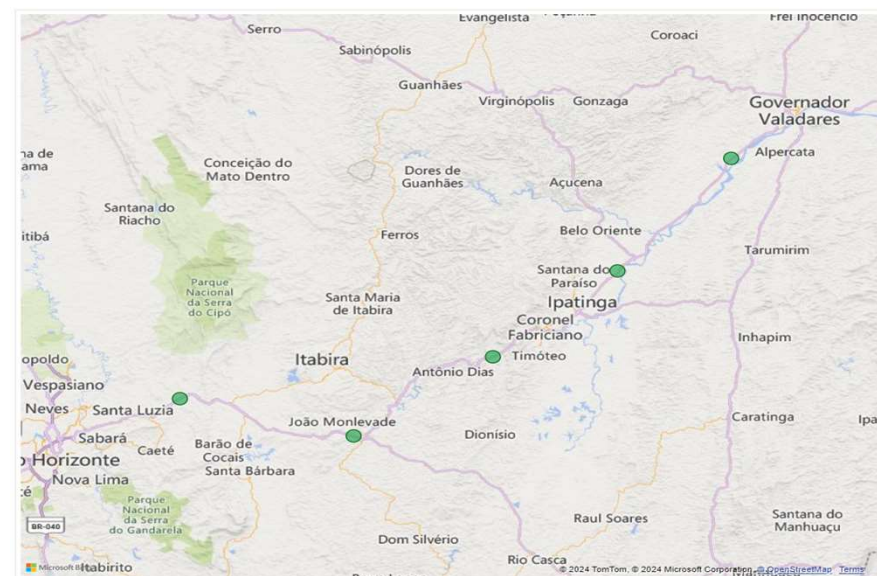 Evangelista
Frei Inocêncio
Serro
Coroaci
Sabinópolis
Guanhães
Virginópolis
Gonzaga
Governador
Valadares
Alpercata
Conceição do
Mato Dentro
Dores de
Guanhães
Açucena
Santana do
Riacho
Belo Oriente
Ferros
Tarumirim
itibá
Parque
Nacional
da Serra
do Cipó
Santana do
Paraíso
Santa Maria
de Itabira
Ipatinga
Coronel
Fabriciano
Inhapim
Itabira
Timóteo
opoldo
Antônio Dias
Vespasiano
Neves
Santa Luzia
João Monlevade
Caratinga
Ipa
Sabará
Dionísio
Caeté
Barão de
Cocais
Horizonte
Santa Bárbara
Nova Lima
Parque
Nacional
da Serra
do Gandarela
BR-040
Raul Soares
Santana do
Manhuaçu
Dom Silvério
Rio Casca
Itabirito
© 2024 TomTom, © 2024 Microsoft Corporation, © OpenStreetMap Terms